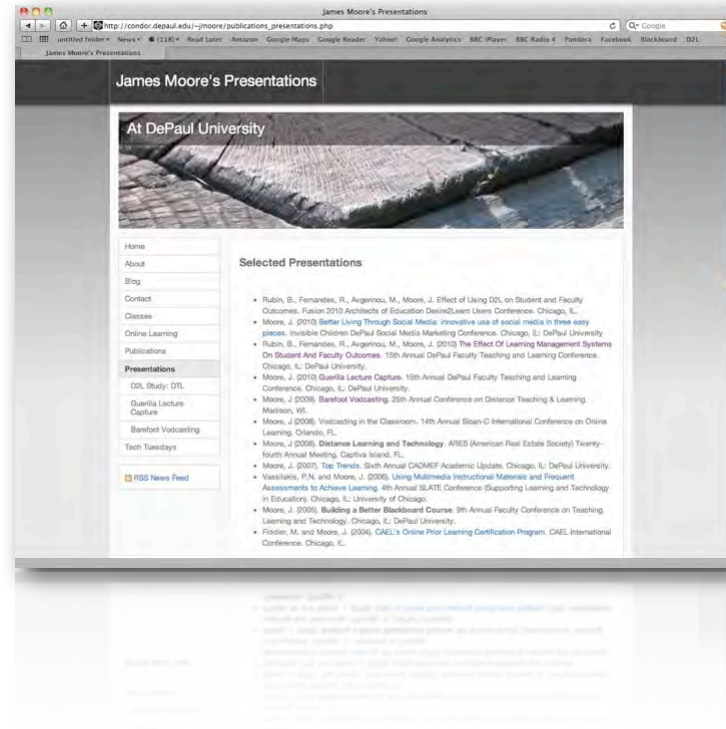 James Moore's Presentations
http://condor.depaul.edu/~jmoore/publications_presentations.php
Google
untitled folder News (118) Read Later Amazon Google Maps Google Reader Yahoo! Google Analytics BBC iPlayer BBC Radio 4 Pandora Facebook Blackboard D2L
James Moore's Presentations
James Moore's Presentations
At DePaul University
Home
About
Blog
Contact
Classes
Online Learning
Publications
Presentations
D2L Study: DTL
Guerilla Lecture
Capture
Barefoot Vodcasting
Tech Tuesdays
RSS News Feed
Selected Presentations
• Rubin, B., Fernandes, R., Avgerinou, M., Moore, J. Effect of Using D2L on Student and Faculty
Outcomes. Fusion 2010 Architects of Education Desire2Learn Users Conference. Chicago, IL.
• Moore, J. (2010) Better Living Through Social Media: innovative use of social media in three easy
pieces. Invisible Children DePaul Social Media Marketing Conference. Chicago, IL: DePaul University
• Rubin, B., Fernandes, R., Avgerinou, M., Moore, J. (2010) The Effect Of Learning Management Systems
On Student And Faculty Outcomes. 15th Annual DePaul Faculty Teaching and Learning Conference.
Chicago, IL: DePaul University.
• Moore, J. (2010) Guerilla Lecture Capture. 15th Annual DePaul Faculty Teaching and Learning
Conference. Chicago, IL: DePaul University.
• Moore, J (2009). Barefoot Vodcasting. 25th Annual Conference on Distance Teaching & Learning.
Madison, WI.
• Moore, J (2008). Vodcasting in the Classroom. 14th Annual Sloan-C International Conference on Online
Learning. Orlando, FL.
• Moore, J (2008). Distance Learning and Technology. ARES (American Real Estate Society) Twenty-
fourth Annual Meeting. Captiva Island, FL.
• Moore, J. (2007). Top Trends. Sixth Annual CADMEF Academic Update. Chicago, IL: DePaul University.
• Vassilakis, P.N. and Moore, J. (2006). Using Multimedia Instructional Materials and Frequent
Assessments to Achieve Learning. 4th Annual SLATE Conference (Supporting Learning and Technology
in Education). Chicago, IL: University of Chicago.
• Moore, J. (2005). Building a Better Blackboard Course. 9th Annual Faculty Conference on Teaching,
Learning and Technology. Chicago, IL: DePaul University.
• Fiddler, M. and Moore, J. (2004). CAEL's Online Prior Learning Certification Program. CAEL International
Conference. Chicago, IL.